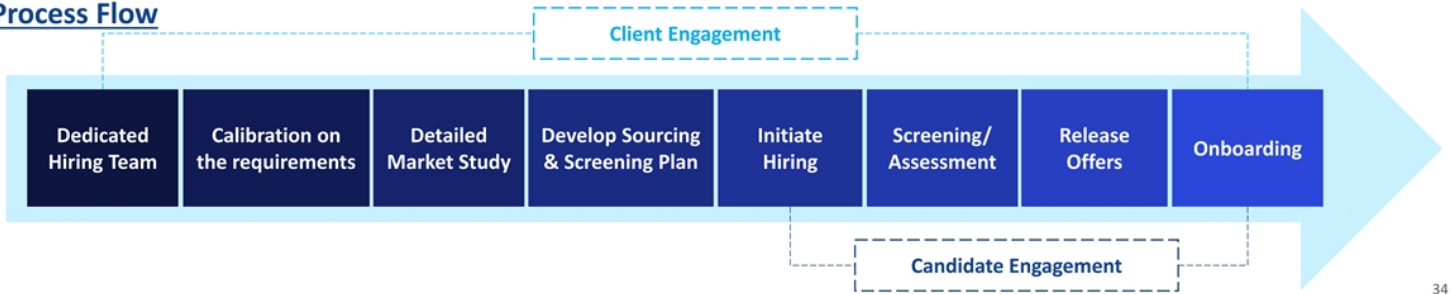 Process Flow
Client Engagement
Dedicated
Hiring Team
Calibration on
the requirements
Detailed
Market Study
Develop Sourcing
& Screening Plan
Initiate
Hiring
Screening/
Assessment
Release
Offers
Onboarding
Candidate Engagement
34